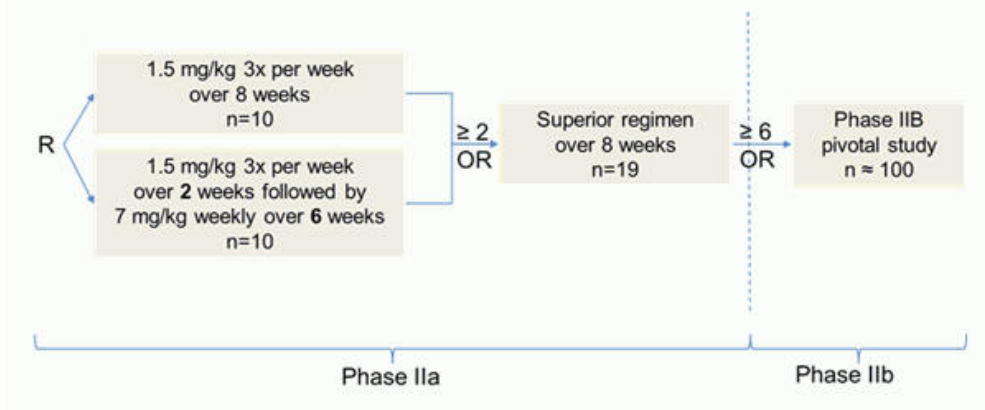 R
1.5 mg/kg 3x per week
over 8 weeks
n=10
1.5 mg/kg 3x per week
over 2 weeks followed by
7 mg/kg weekly over 6 weeks
n=10
≥ 2
OR
Superior regimen
over 8 weeks
n=19
≥ 6
OR
Phase IIB
pivotal study
n ≈ 100
Phase IIa
Phase IIb